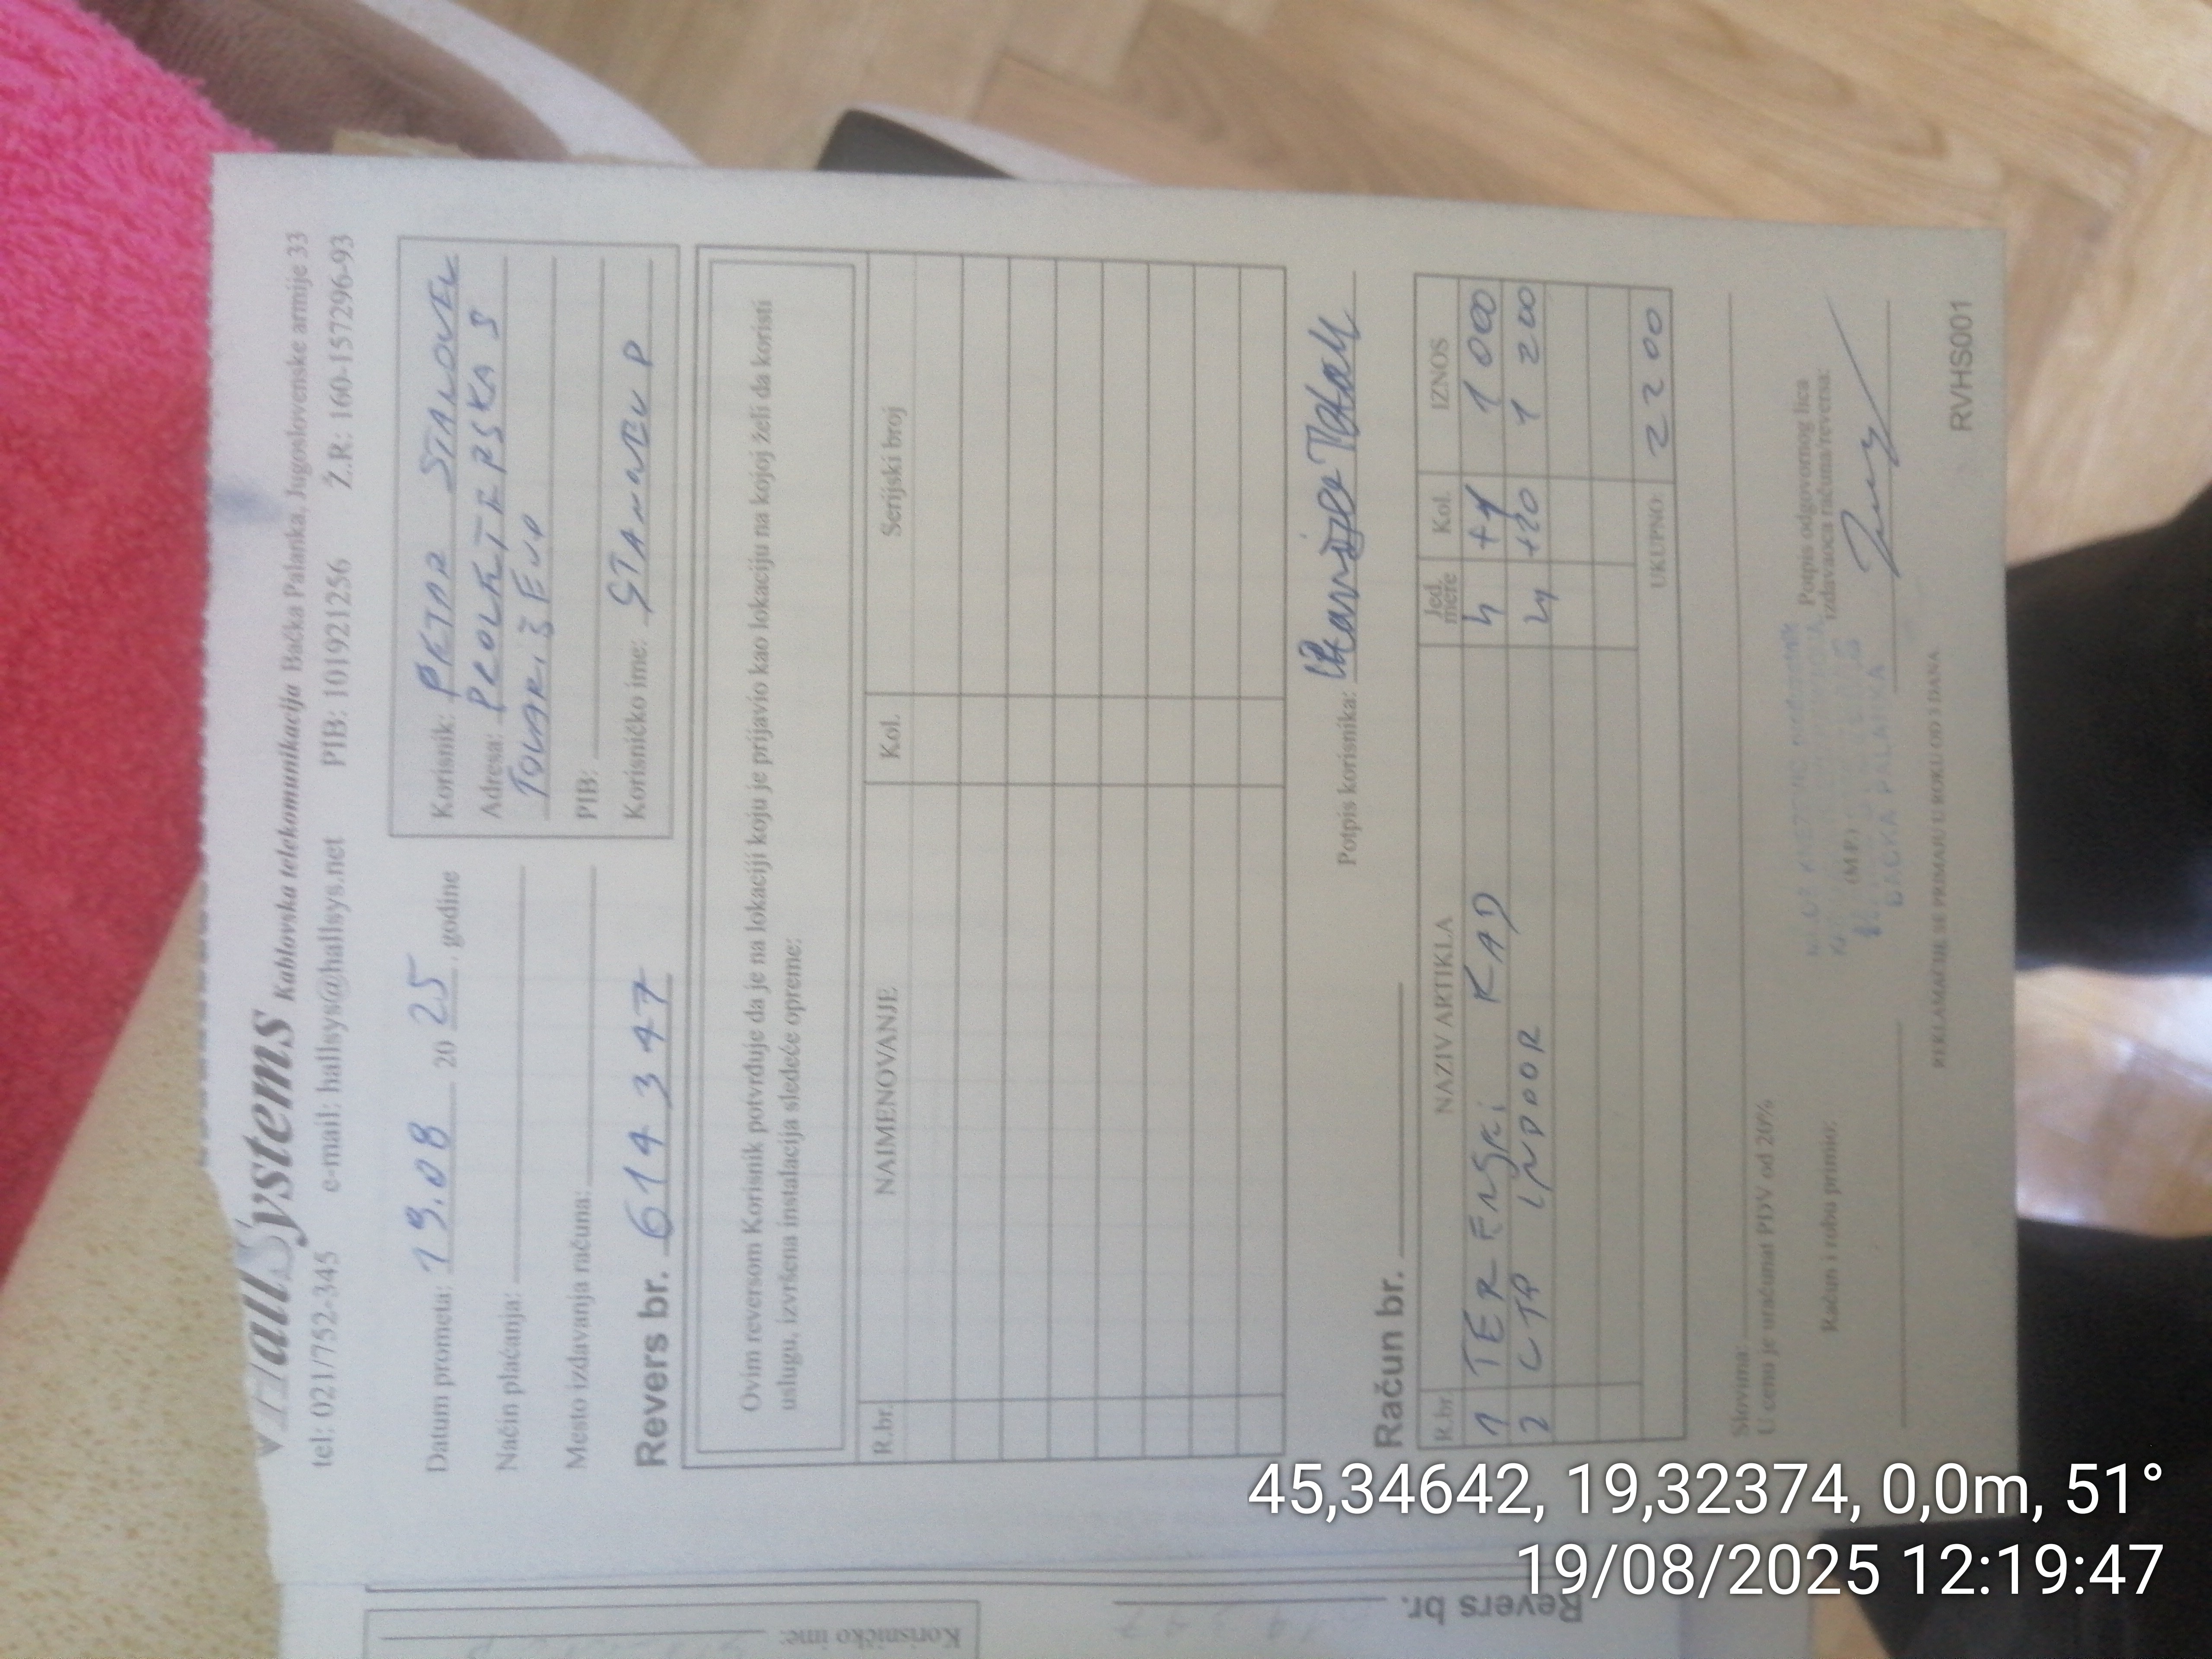 HallSystems Kablovska telekomunikacija Bačka Palanka, Jugoslovenske armije 33
tel: 021/752-345 e-mail: hallsys@hallsys.net PIB: 101921256 Ž.R: 160-157296-93
Datum prometa: 19.08 2025. godine
Način plaćanja:
Mesto izdavanja računa:
Revers br. 614347
Korisnik: PETAR
Adresa: PROLETERSKA
TOVARIŠEVO
PIB:
Korisničko ime:
Ovim reversom Korisnik potvrđuje da je na lokaciji koju je prijavio kao lokaciju na kojoj želi da koristi
uslugu, izvršena instalacija sledeće opreme:
R.br. NAIMENOVANJE Kol. Serijski broj
Potpis korisnika:
Račun br.
R.br. NAZIV ARTIKLA Jed. mere Kol. IZNOS
1 TERENSKI RAD 1 000
2 INDOOR 1 200
UKUPNO: 2200
Slovima:
U cenu je uračunat PDV od 20%
Račun i robu primio:
(M.P.)
BAČKA PALANKA
Potpis odgovornog lica
izdavaoca računa/reversa:
REKLAMACIJE SE PRIMAJU U ROKU OD 3 DANA
RVHS001
Korisničko ime:
Revers br.
45,34642, 19,32374, 0,0m, 51°
19/08/2025 12:19:47